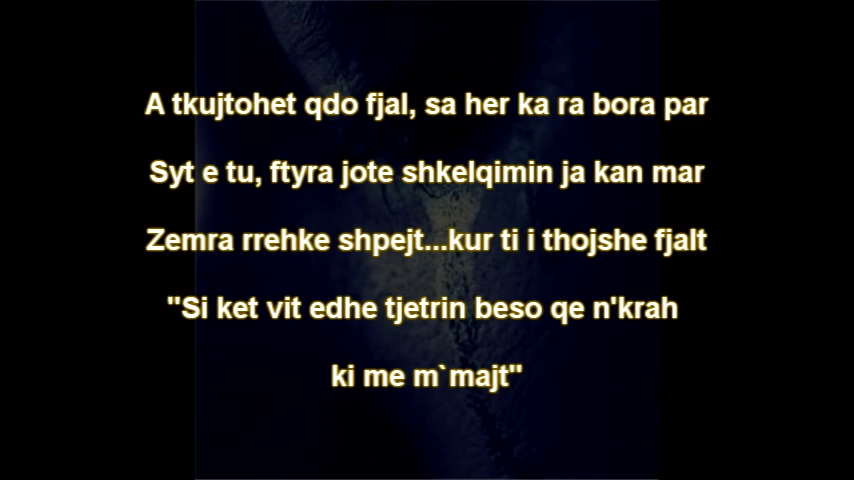 A tkujtohet qdo fjal, sa her ka ra bora par
Syt e tu, ftyra jote shkelqimin ja kan mar
Zemra rrehke shpejt...kur ti i thojshe fjalt
"Si ket vit edhe tjetrin beso qe n'krah
ki me m`majt"